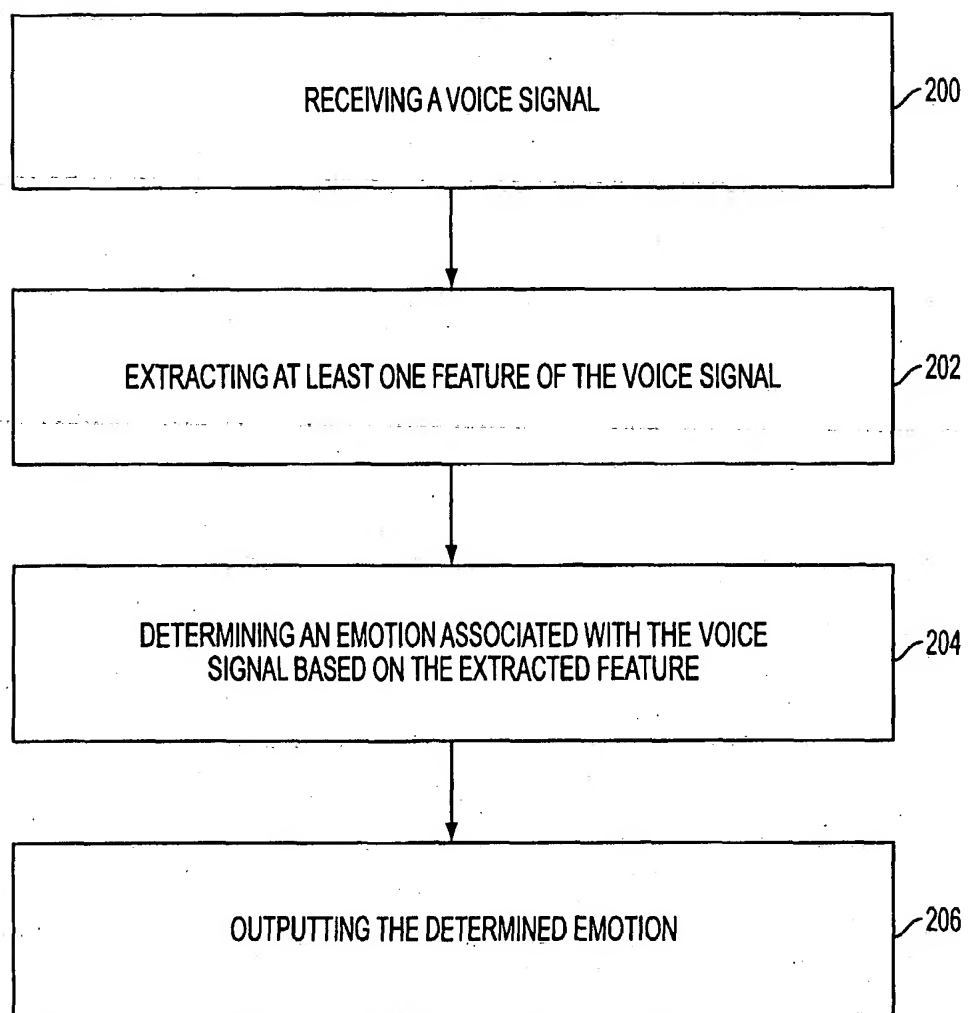 RECEIVING A VOICE SIGNAL
200
EXTRACTING AT LEAST ONE FEATURE OF THE VOICE SIGNAL
202
DETERMINING AN EMOTION ASSOCIATED WITH THE VOICE
SIGNAL BASED ON THE EXTRACTED FEATURE
204
OUTPUTTING THE DETERMINED EMOTION
206